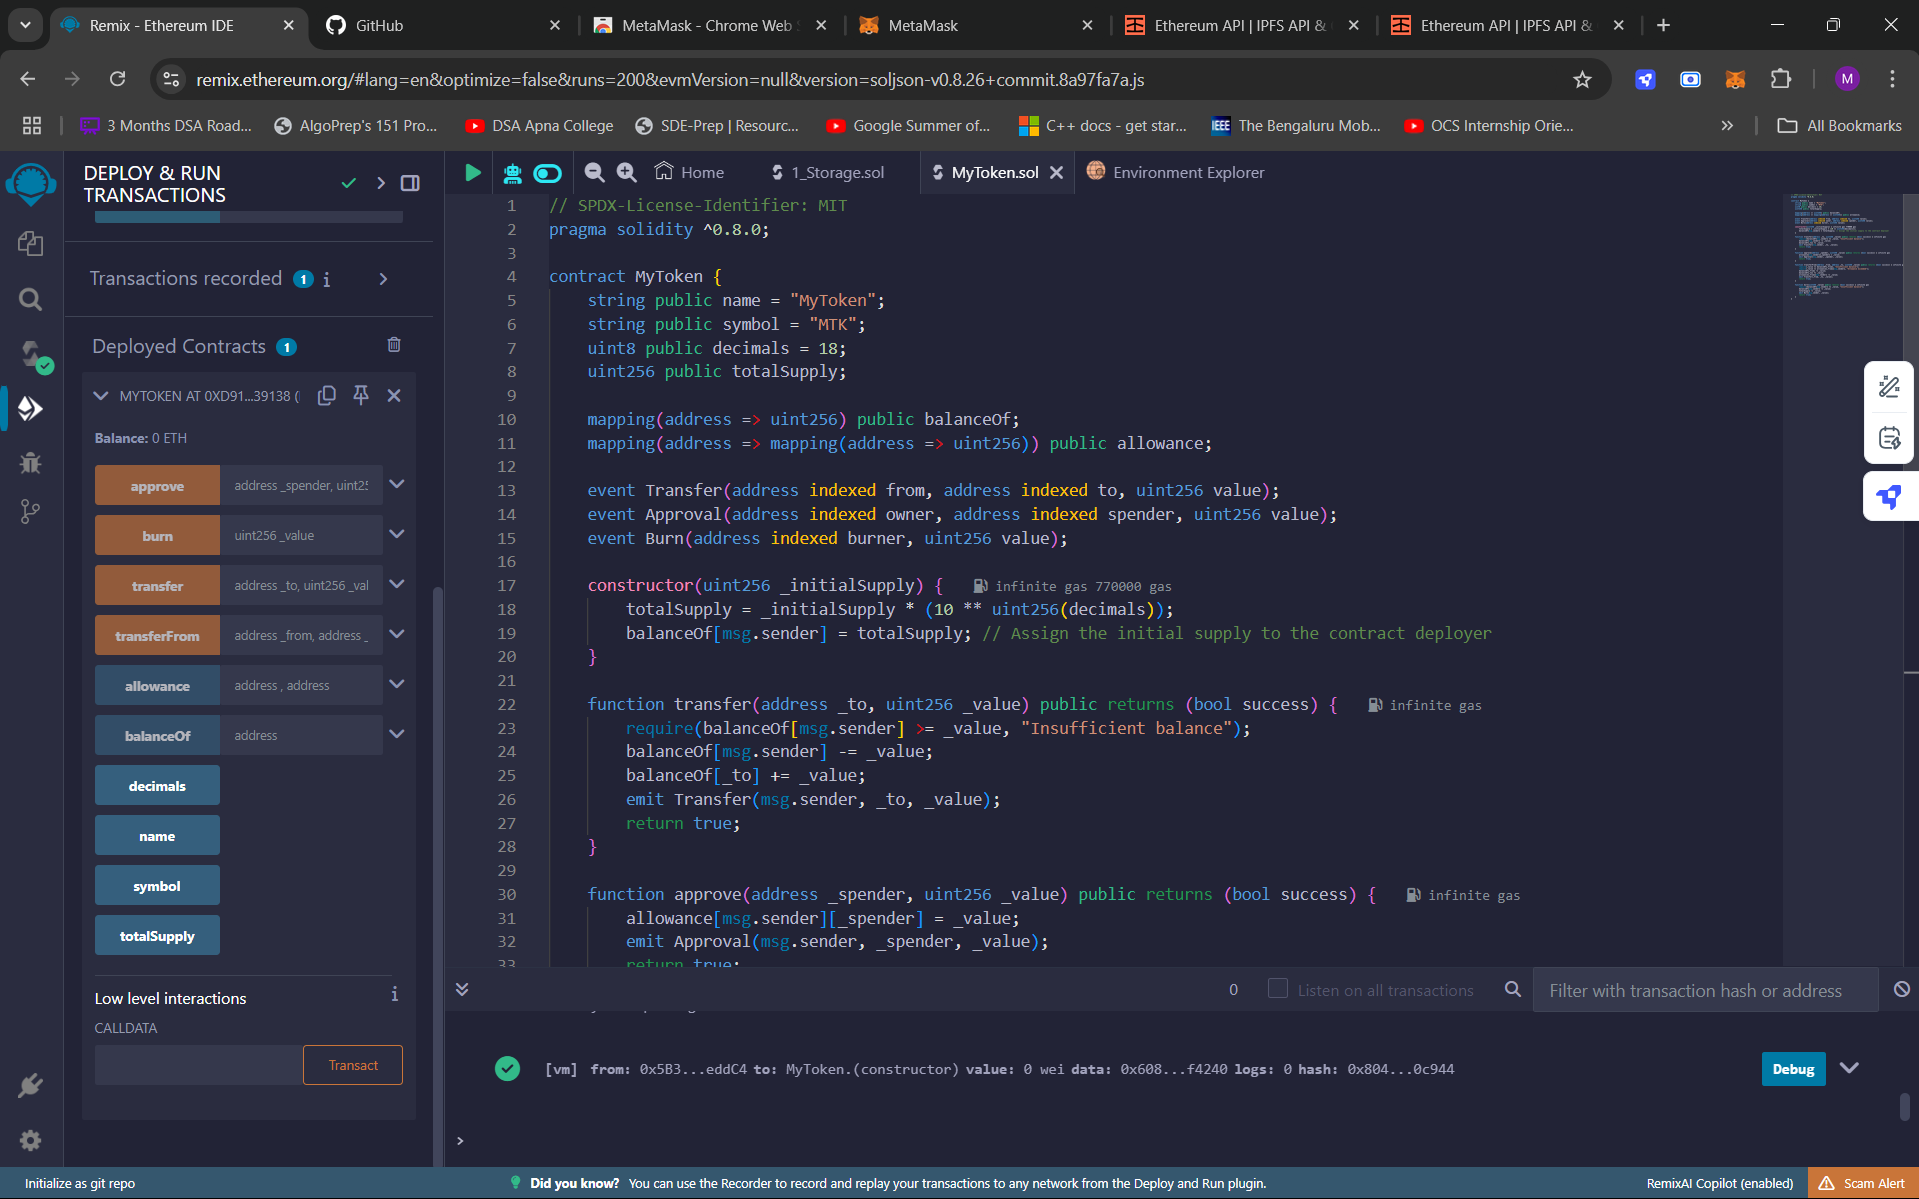 Remix - Ethereum IDE
GitHub
MetaMask - Chrome Web
MetaMask
Ethereum API | IPFS API &
Ethereum API | IPFS API &
remix.ethereum.org/#lang=en&optimize=false&runs=200&evmVersion=null&version=soljson-v0.8.26+commit.8a97fa7a.js
M
3 Months DSA Road...
AlgoPrep's 151 Pro...
DSA Apna College
SDE-Prep | Resourc...
Google Summer of...
C++ docs - get star...
IEEE
The Bengaluru Mob...
OCS Internship Orie...
All Bookmarks
DEPLOY & RUN
TRANSACTIONS
Transactions recorded 1 i
Deployed Contracts 1
MYTOKEN AT 0XD91...39138 (
Balance: 0 ETH
approve address _spender, uint25
burn uint256 _value
transfer address _to, uint256 _val
transferFrom address _from, address _
allowance address , address
balanceOf address
decimals
name
symbol
totalSupply
Low level interactions i
CALLDATA
Transact
Home
1_Storage.sol
MyToken.sol
Environment Explorer
1 // SPDX-License-Identifier: MIT
2 pragma solidity ^0.8.0;
3
4 contract MyToken {
5 string public name = "MyToken";
6 string public symbol = "MTK";
7 uint8 public decimals = 18;
8 uint256 public totalSupply;
9
10 mapping(address => uint256) public balanceOf;
11 mapping(address => mapping(address => uint256)) public allowance;
12
13 event Transfer(address indexed from, address indexed to, uint256 value);
14 event Approval(address indexed owner, address indexed spender, uint256 value);
15 event Burn(address indexed burner, uint256 value);
16
17 constructor(uint256 _initialSupply) { infinite gas 770000 gas
18 totalSupply = _initialSupply * (10 ** uint256(decimals));
19 balanceOf[msg.sender] = totalSupply; // Assign the initial supply to the contract deployer
20 }
21
22 function transfer(address _to, uint256 _value) public returns (bool success) { infinite gas
23 require(balanceOf[msg.sender] >= _value, "Insufficient balance");
24 balanceOf[msg.sender] -= _value;
25 balanceOf[_to] += _value;
26 emit Transfer(msg.sender, _to, _value);
27 return true;
28 }
29
30 function approve(address _spender, uint256 _value) public returns (bool success) { infinite gas
31 allowance[msg.sender][_spender] = _value;
32 emit Approval(msg.sender, _spender, _value);
33 return true;
0
Listen on all transactions
Filter with transaction hash or address
[vm] from: 0x5B3...eddC4 to: MyToken.(constructor) value: 0 wei data: 0x608...f4240 logs: 0 hash: 0x804...0c944
Debug
>
Initialize as git repo
Did you know? You can use the Recorder to record and replay your transactions to any network from the Deploy and Run plugin.
RemixAI Copilot (enabled)
Scam Alert